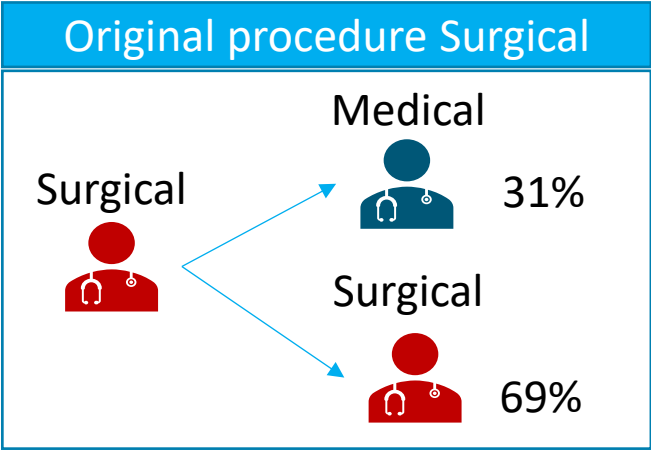 Original procedure Surgical
Medical
31%
Surgical
Surgical
69%